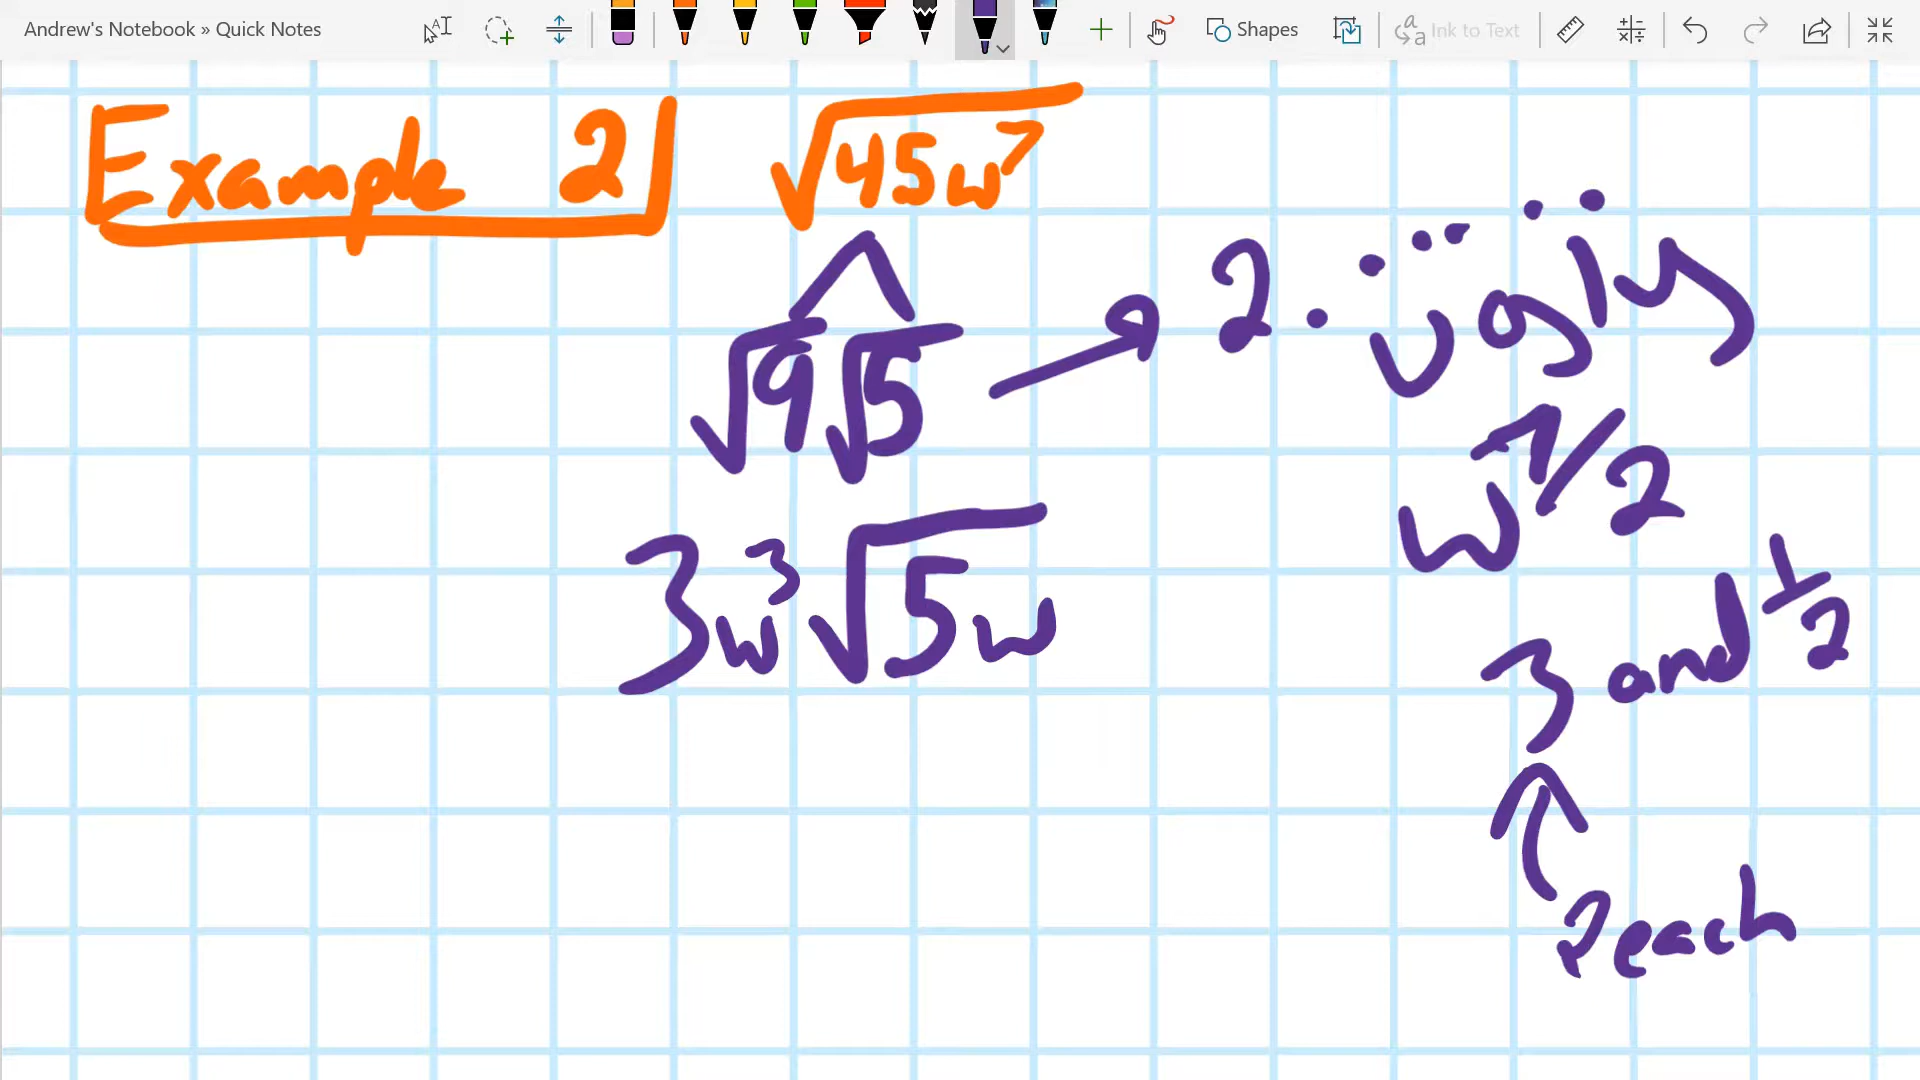 Andrew's Notebook » Quick Notes
Shapes
Ink to Text
Example 2
√45w⁷
√9 √5 → 2.ugly
w^7/2
3w³√5w
3 and 1/2
2 each